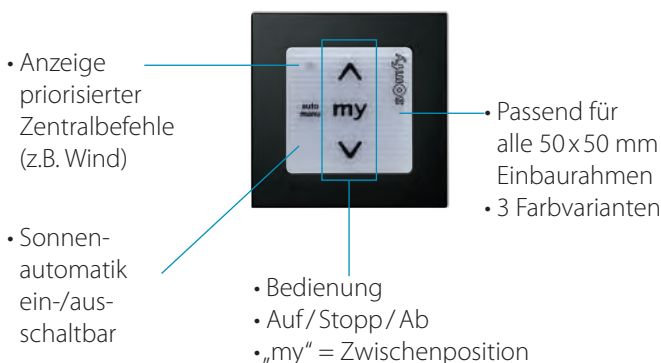 • Anzeige
priorisierter
Zentralbefehle
(z.B. Wind)
• Sonnen-
automatik
ein-/aus-
schaltbar
auto
manu
my
somfy
• Passend für
alle 50 x 50 mm
Einbaurahmen
• 3 Farbvarianten
• Bedienung
• Auf / Stopp / Ab
• „my“ = Zwischenposition